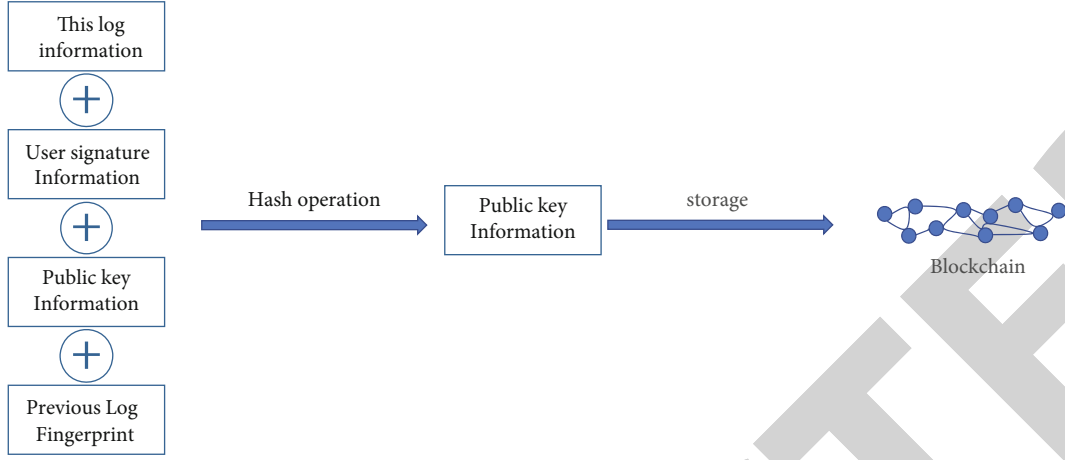 This log
information
User signature
Information
Public key
Information
Previous Log
Fingerprint
Hash operation
Public key
Information
storage
Blockchain